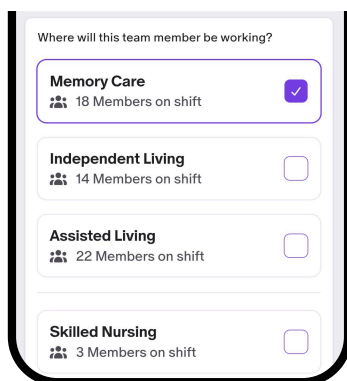 Where will this team member be working?
Memory Care
18 Members on shift
Independent Living
14 Members on shift
Assisted Living
22 Members on shift
Skilled Nursing
3 Members on shift